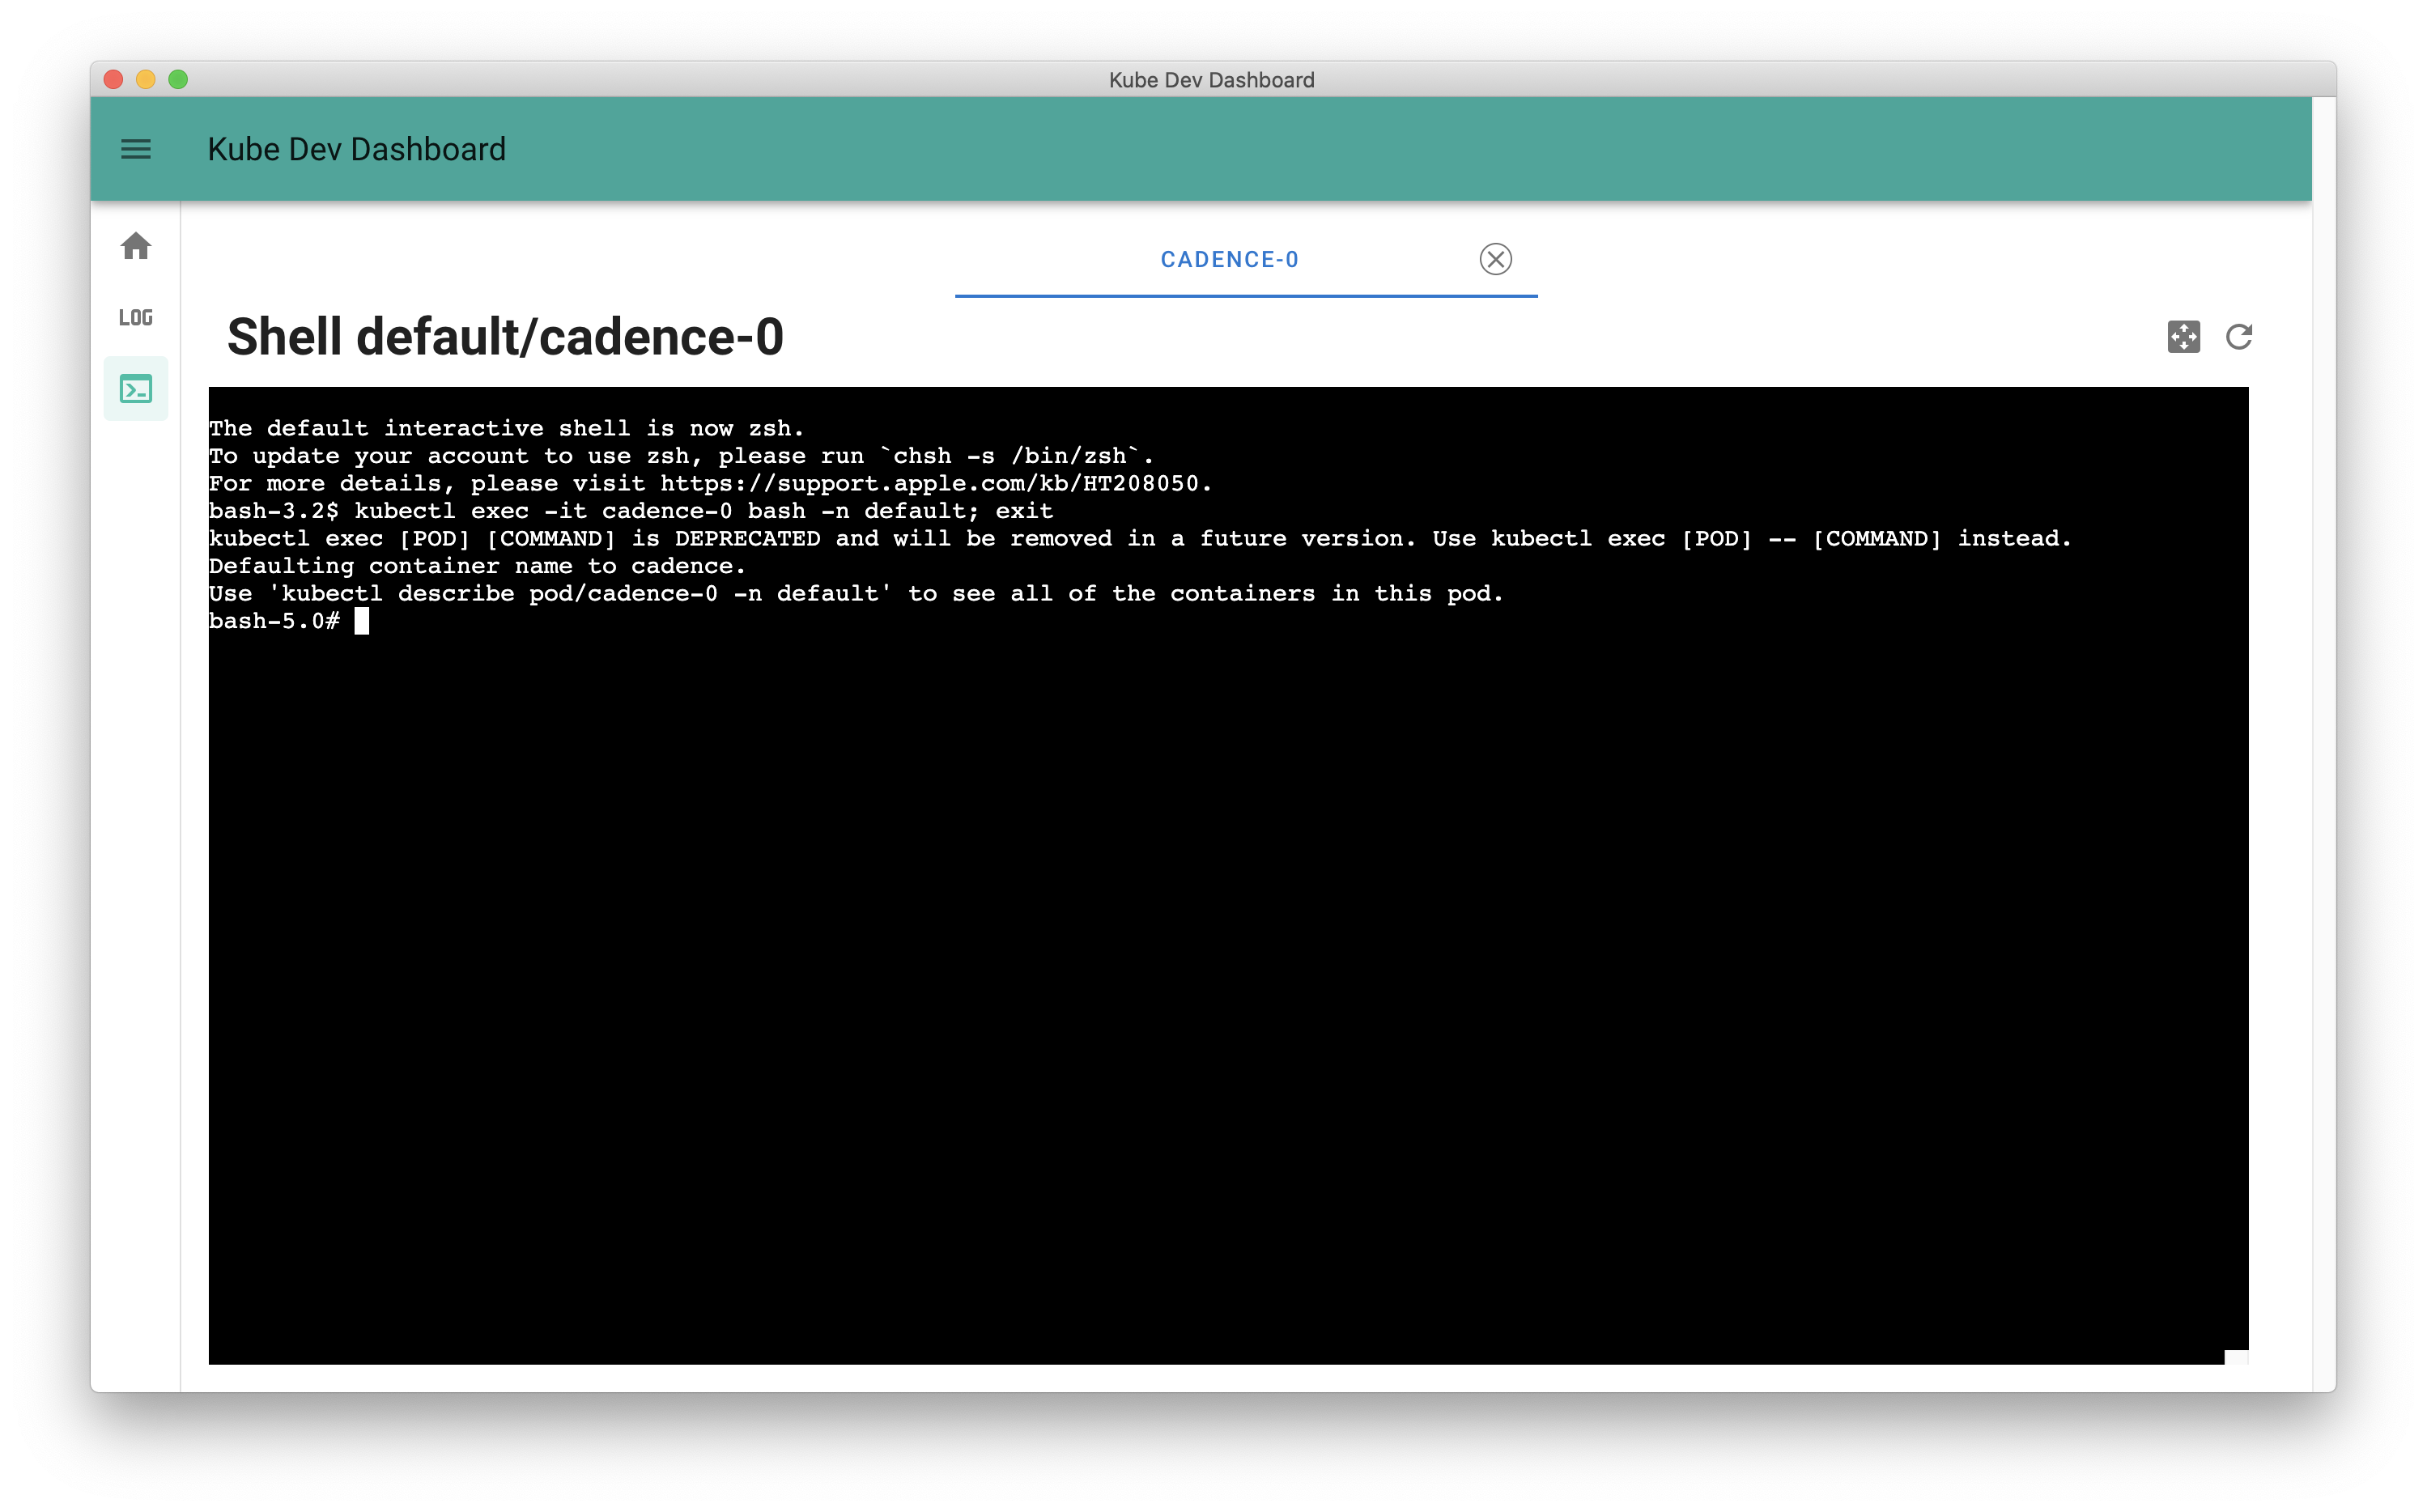 Kube Dev Dashboard
Kube Dev Dashboard
CADENCE-0
LOG
Shell default/cadence-0
The default interactive shell is now zsh.
To update your account to use zsh, please run `chsh -s /bin/zsh`.
For more details, please visit https://support.apple.com/kb/HT208050.
bash-3.2$ kubectl exec -it cadence-0 bash -n default; exit
kubectl exec [POD] [COMMAND] is DEPRECATED and will be removed in a future version. Use kubectl exec [POD] -- [COMMAND] instead.
Defaulting container name to cadence.
Use 'kubectl describe pod/cadence-0 -n default' to see all of the containers in this pod.
bash-5.0#